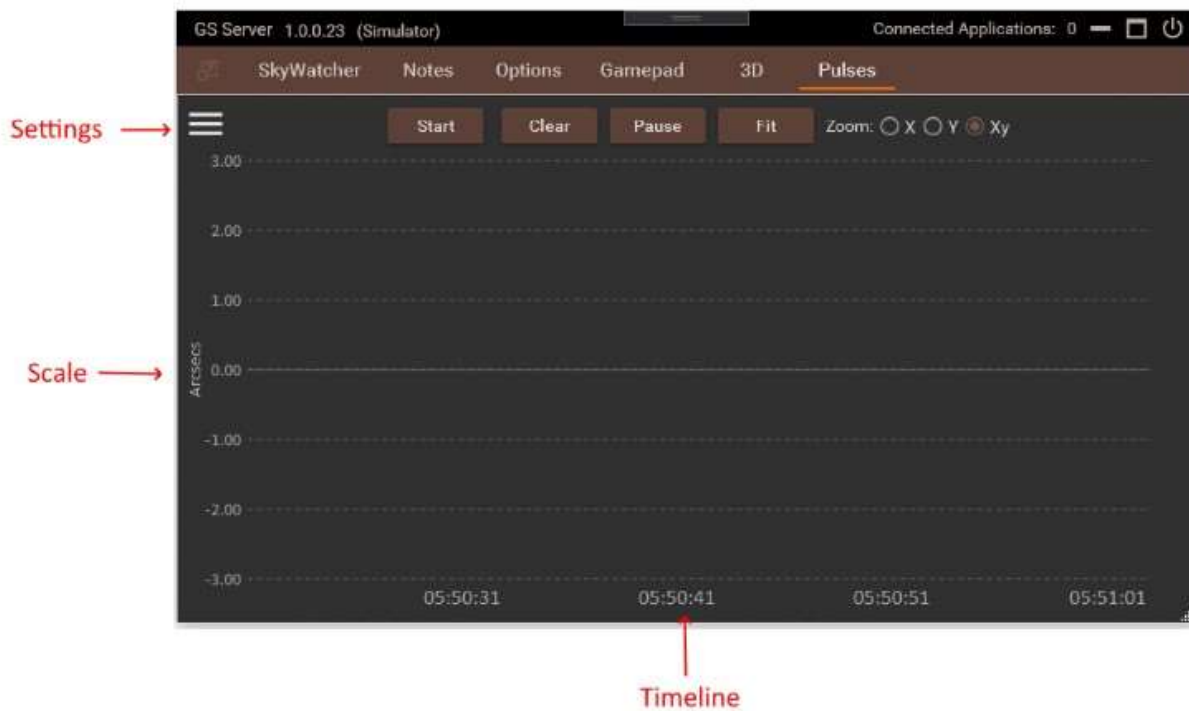 GS Server 1.0.0.23 (Simulator) Connected Applications: 0
SkyWatcher Notes Options Gamepad 3D Pulses
Settings
Start Clear Pause Fit Zoom: X Y Xy
3.00
2.00
1.00
Scale
Arcsecs
0.00
-1.00
-2.00
-3.00
05:50:31 05:50:41 05:50:51 05:51:01
Timeline